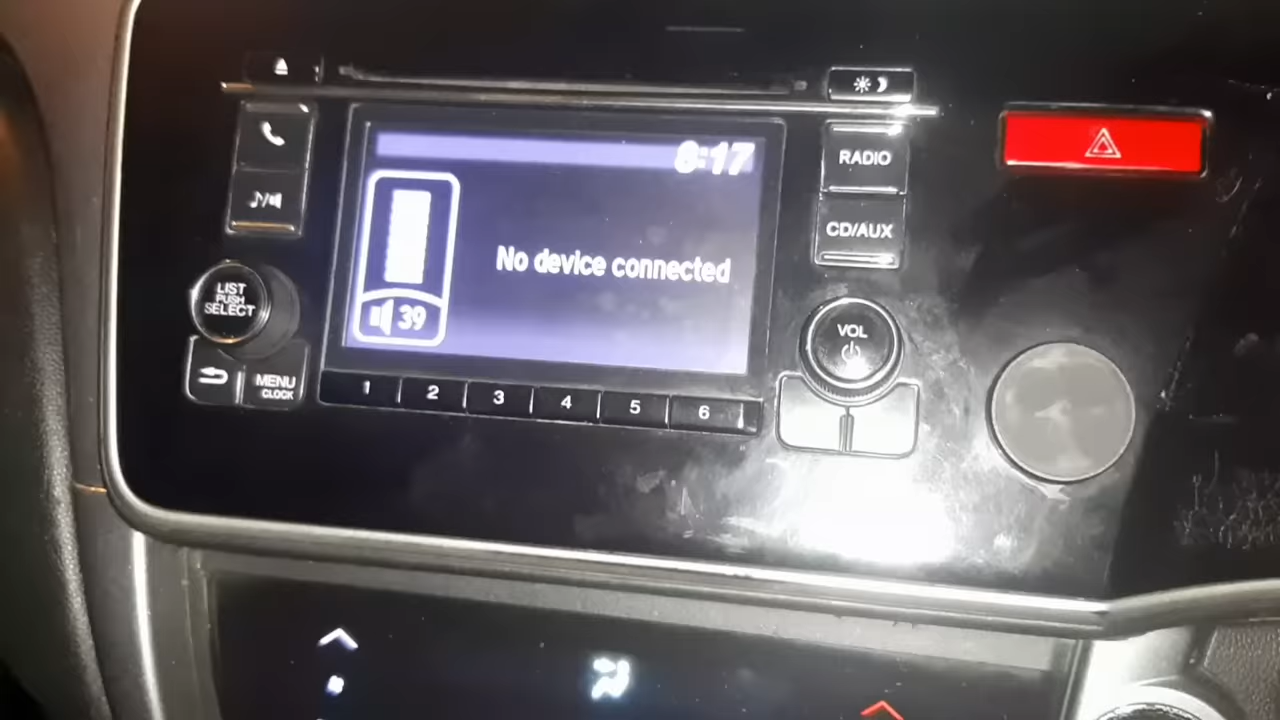 8:17
RADIO
No device connected
CD/AUX
LIST
PUSH
SELECT
39
VOL
MENU
CLOCK
1 2 3 4 5 6